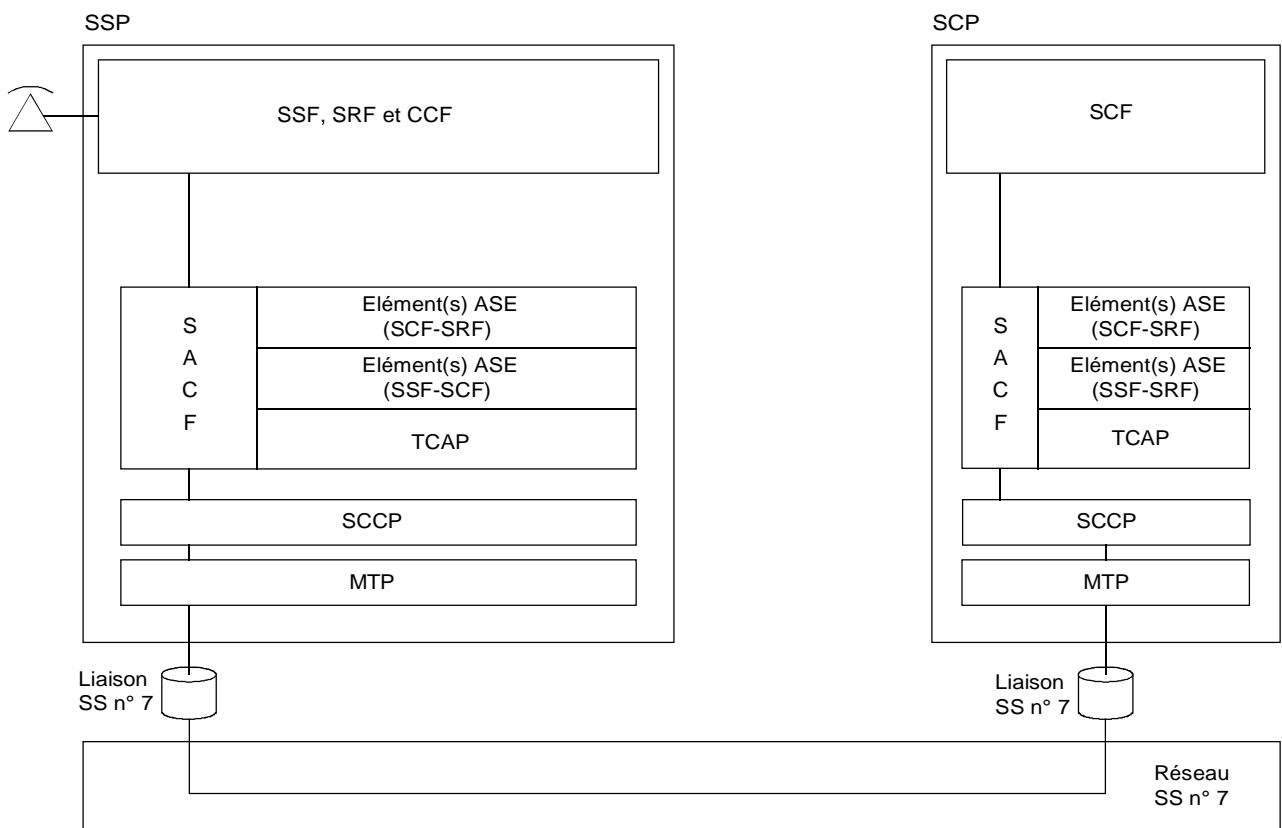 SSP
SSF, SRF et CCF
S
A
C
F
Elément(s) ASE
(SCF-SRF)
Elément(s) ASE
(SSF-SCF)
TCAP
SCCP
MTP
Liaison
SS n° 7
SCP
SCF
S
A
C
F
Elément(s) ASE
(SCF-SRF)
Elément(s) ASE
(SSF-SRF)
TCAP
SCCP
MTP
Liaison
SS n° 7
Réseau
SS n° 7